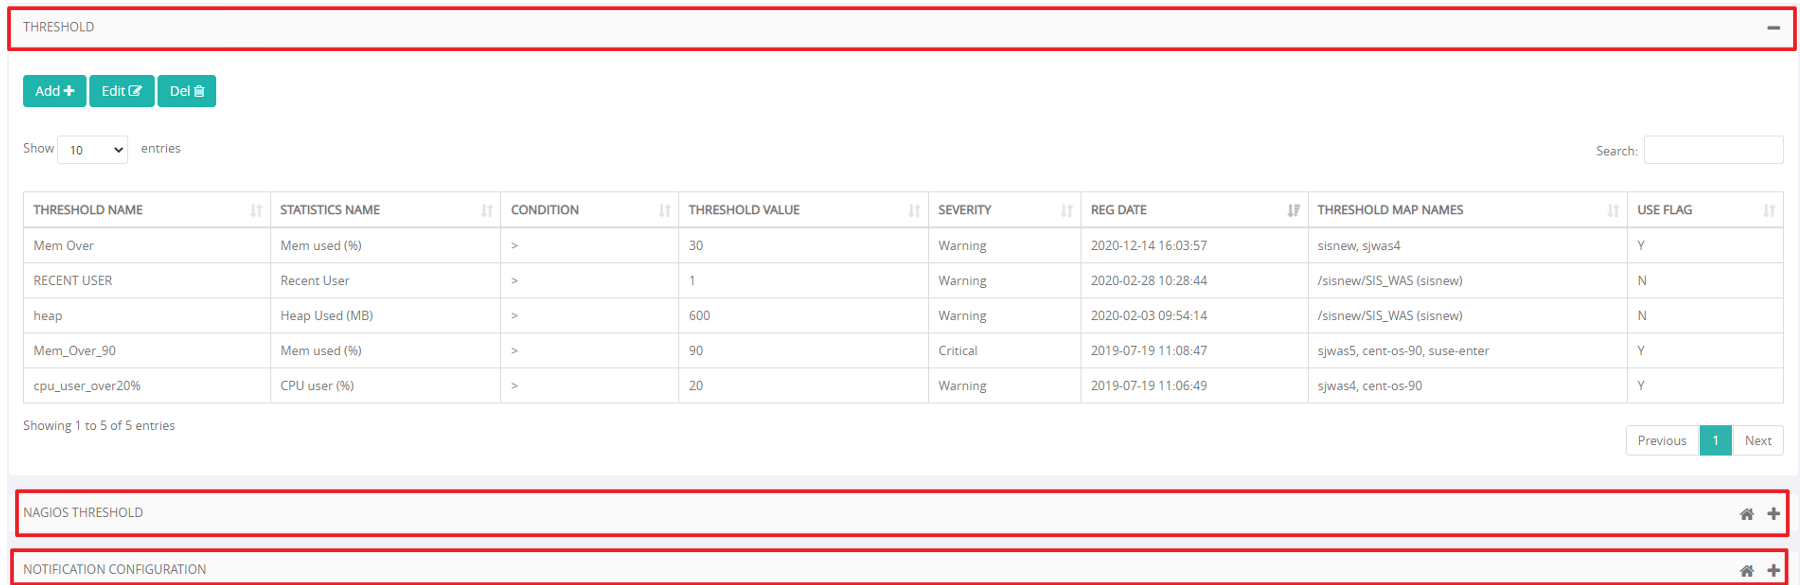 THRESHOLD
Add Edit Del
Show 10 entries Search:
THRESHOLD NAME STATISTICS NAME CONDITION THRESHOLD VALUE SEVERITY REG DATE THRESHOLD MAP NAMES USE FLAG
Mem Over Mem used (%) > 30 Warning 2020-12-14 16:03:57 sisnew, sjwas4 Y
RECENT USER Recent User > 1 Warning 2020-02-28 10:28:44 /sisnew/SIS_WAS (sisnew) N
heap Heap Used (MB) > 600 Warning 2020-02-03 09:54:14 /sisnew/SIS_WAS (sisnew) N
Mem_Over_90 Mem used (%) > 90 Critical 2019-07-19 11:08:47 sjwas5, cent-os-90, suse-enter Y
cpu_user_over20% CPU user (%) > 20 Warning 2019-07-19 11:06:49 sjwas4, cent-os-90 Y
Showing 1 to 5 of 5 entries
Previous 1 Next
NAGIOS THRESHOLD
NOTIFICATION CONFIGURATION